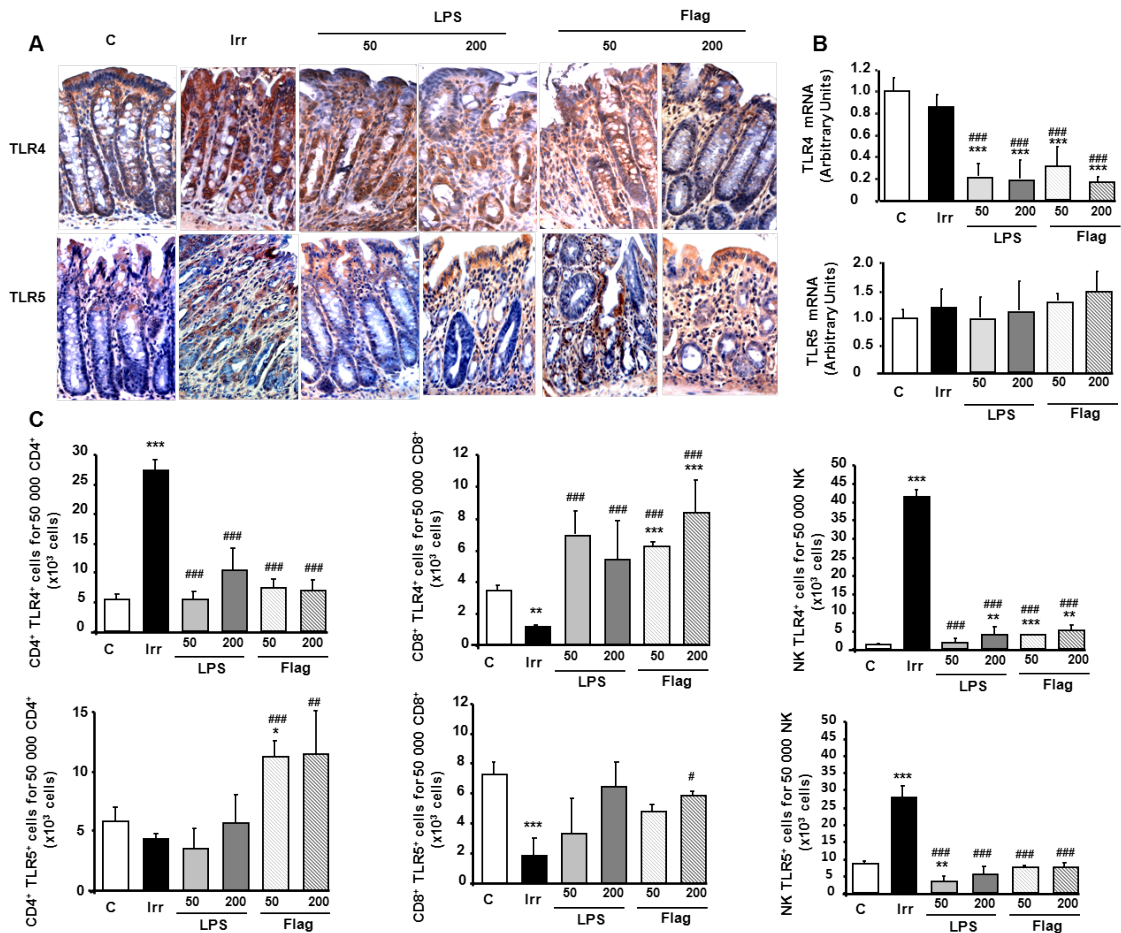 LPS Flag
A C Irr 50 200 50 200 B
TLR4
TLR5
TLR4 mRNA
(Arbitrary Units)
1.2
1.0
0.8
0.6
0.4
0.2
0
### ### ### ###
*** *** *** ***
C Irr 50 200 50 200
LPS Flag
TLR5 mRNA
(Arbitrary Units)
2.0
1.5
1.0
0.5
0
C Irr 50 200 50 200
LPS Flag
C
CD4⁺ TLR4⁺ cells for 50 000 CD4⁺
(x10³ cells)
30
25
20
15
10
5
0
***
### ### ### ###
C Irr 50 200 50 200
LPS Flag
CD8⁺ TLR4⁺ cells for 50 000 CD8⁺
(x10³ cells)
12
10
8
6
4
2
0
** ### ### ### ###
*** ***
C Irr 50 200 50 200
LPS Flag
NK TLR4⁺ cells for 50 000 NK
(x10³ cells)
50
45
40
35
30
25
20
15
10
5
0
***
### ### ### ###
** *** **
C Irr 50 200 50 200
LPS Flag
CD4⁺ TLR5⁺ cells for 50 000 CD4⁺
(x10³ cells)
15
10
5
0
### ##
*
C Irr 50 200 50 200
LPS Flag
CD8⁺ TLR5⁺ cells for 50 000 CD8⁺
(x10³ cells)
12
10
8
6
4
2
0
*** #
C Irr 50 200 50 200
LPS Flag
NK TLR5⁺ cells for 50 000 NK
(x10³ cells)
50
45
40
35
30
25
20
15
10
5
0
***
### ### ### ###
**
C Irr 50 200 50 200
LPS Flag